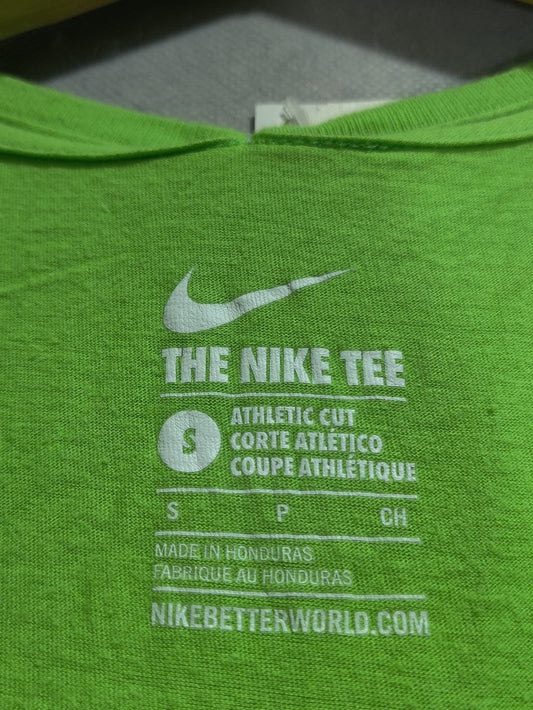 THE NIKE TEE
S
ATHLETIC CUT
CORTE ATLÉTICO
COUPE ATHLÉTIQUE
S P CH
MADE IN HONDURAS
FABRIQUE AU HONDURAS
NIKEBETTERWORLD.COM